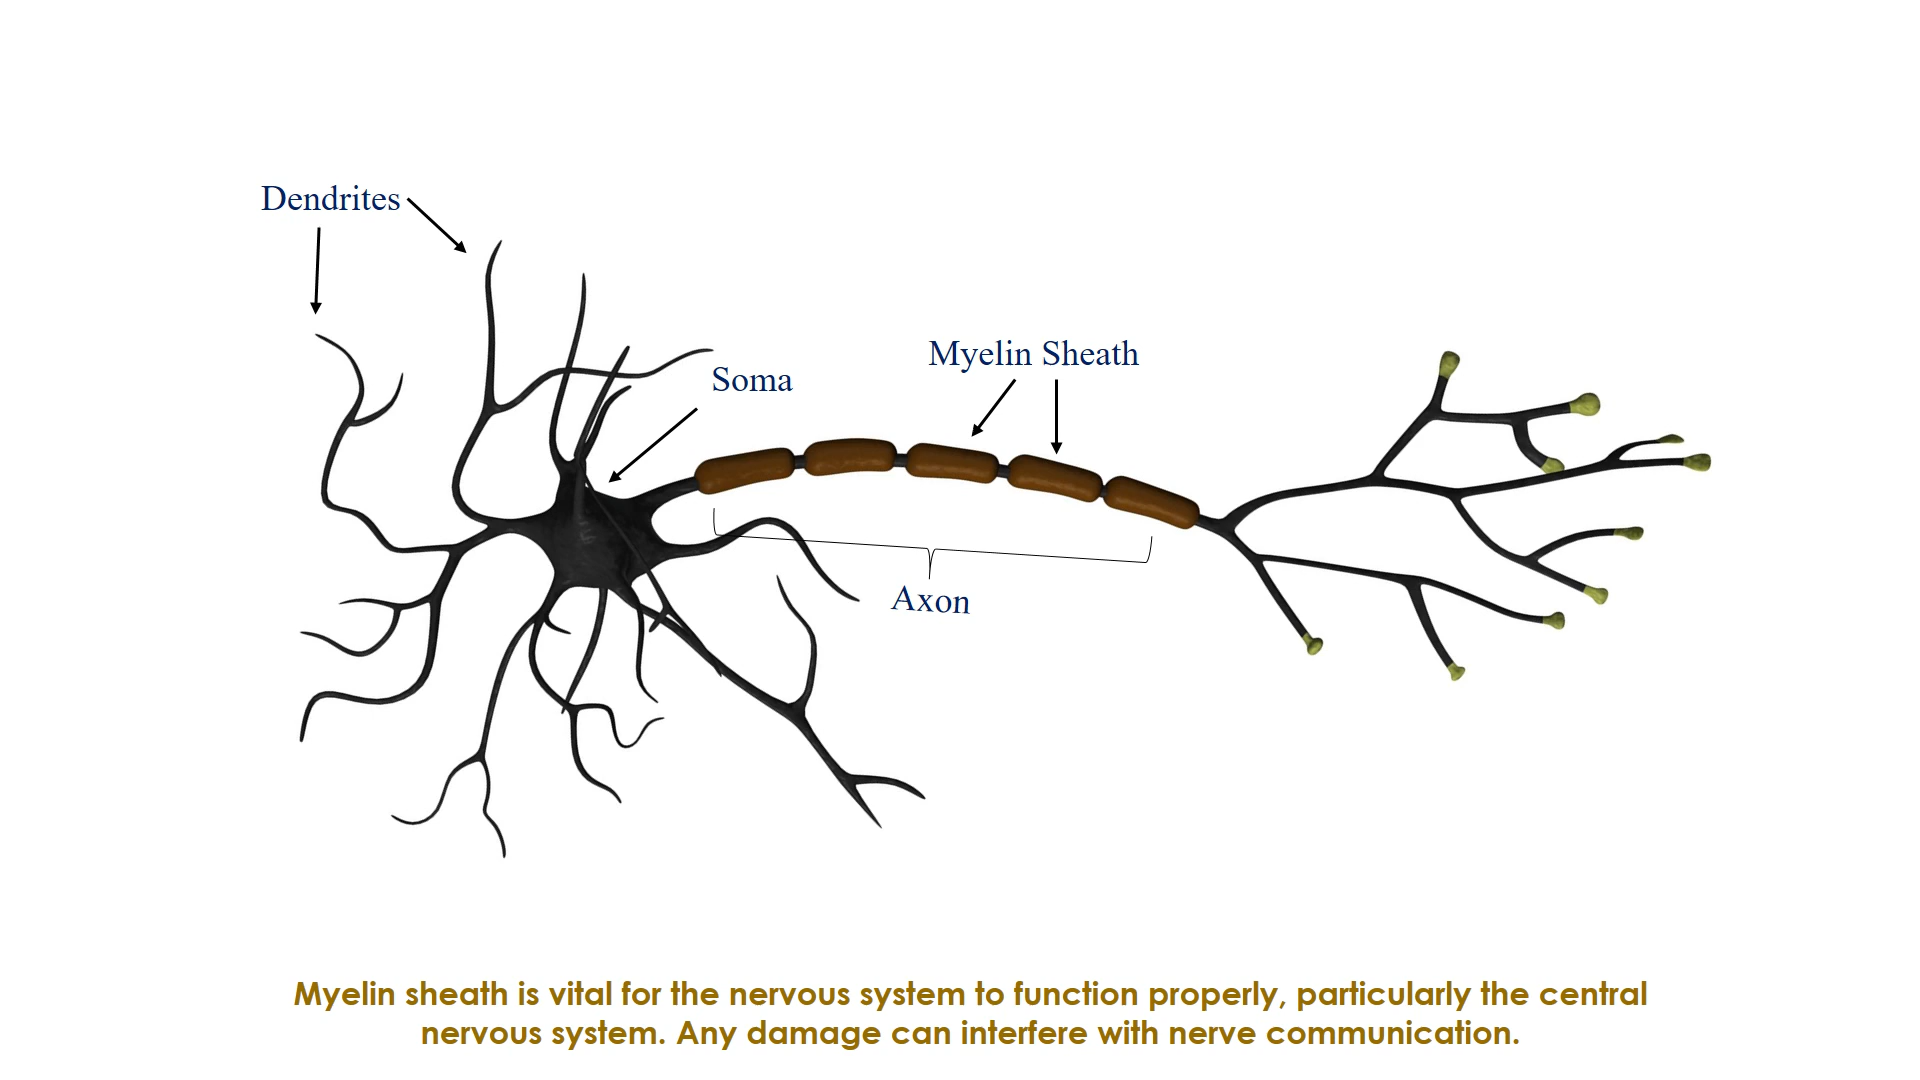 Dendrites
Myelin Sheath
Soma
Axon
Myelin sheath is vital for the nervous system to function properly, particularly the central
nervous system. Any damage can interfere with nerve communication.